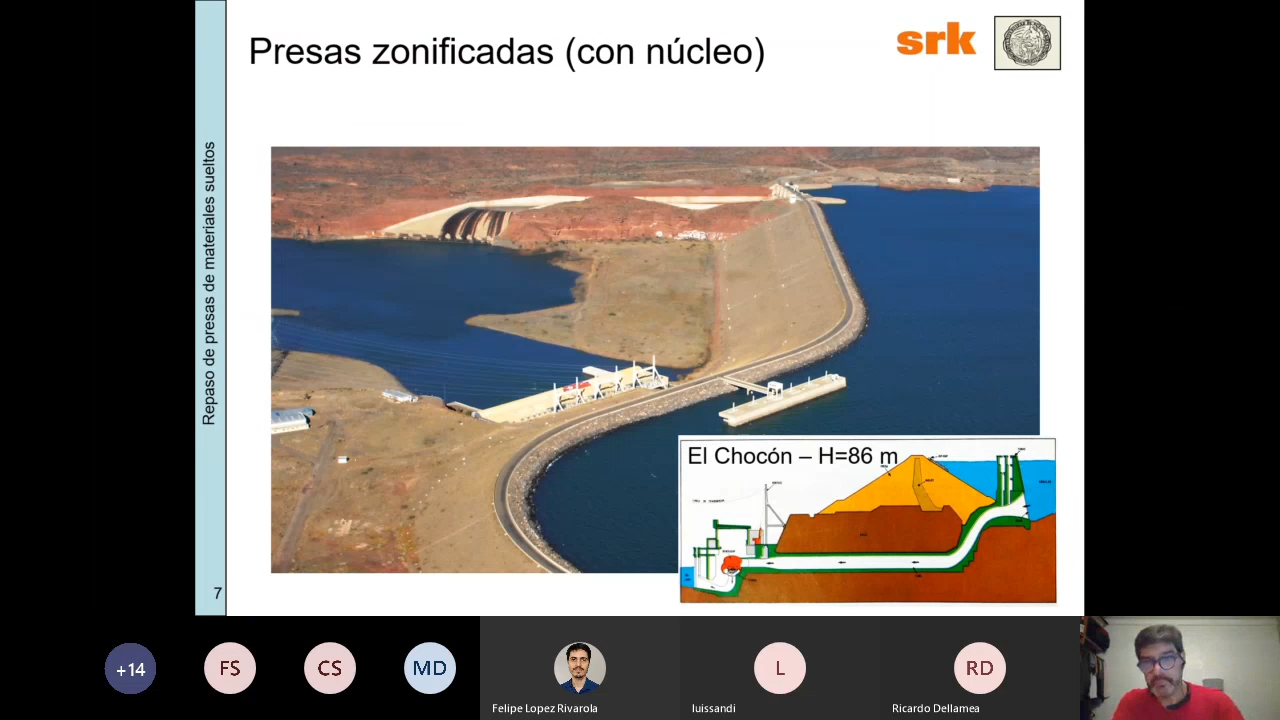 Presas zonificadas (con núcleo)
srk
Repaso de presas de materiales sueltos
7
El Chocón – H=86 m
+14
FS
CS
MD
L
RD
Felipe Lopez Rivarola
luissandi
Ricardo Dellamea